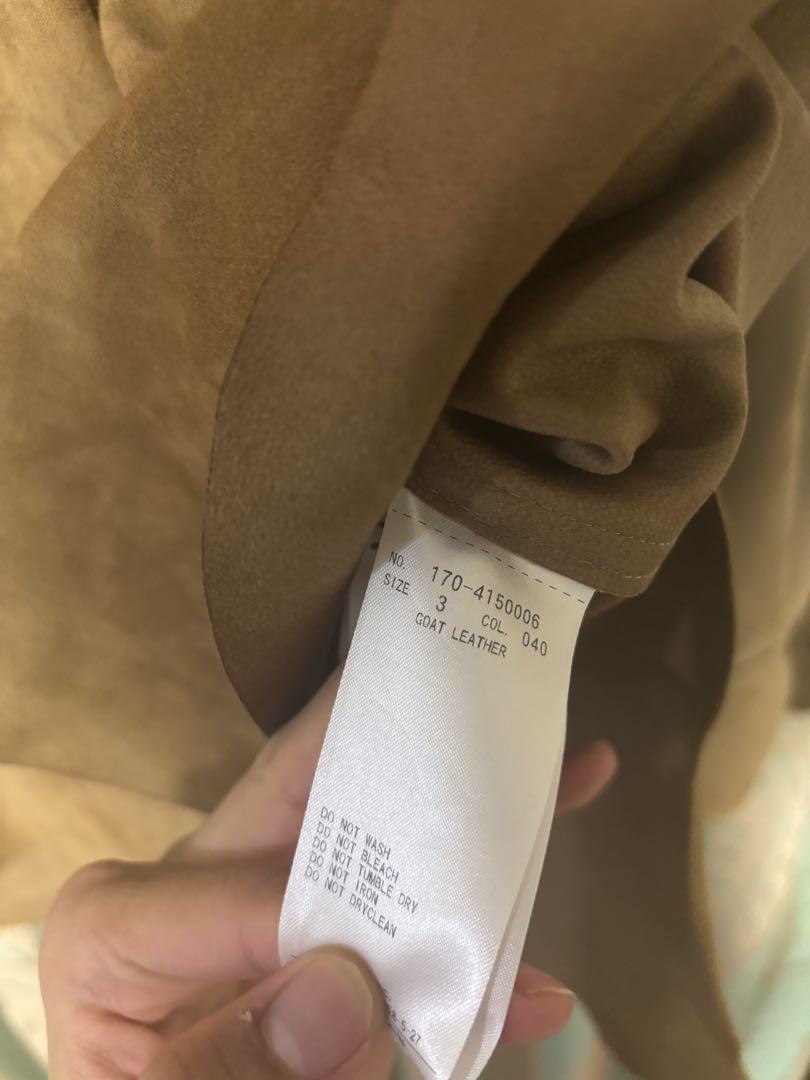 NO. 170-4150006
SIZE 3 COL. 040
GOAT LEATHER
DO NOT WASH
DO NOT BLEACH
DO NOT TUMBLE DRY
DO NOT IRON
DO NOT DRYCLEAN